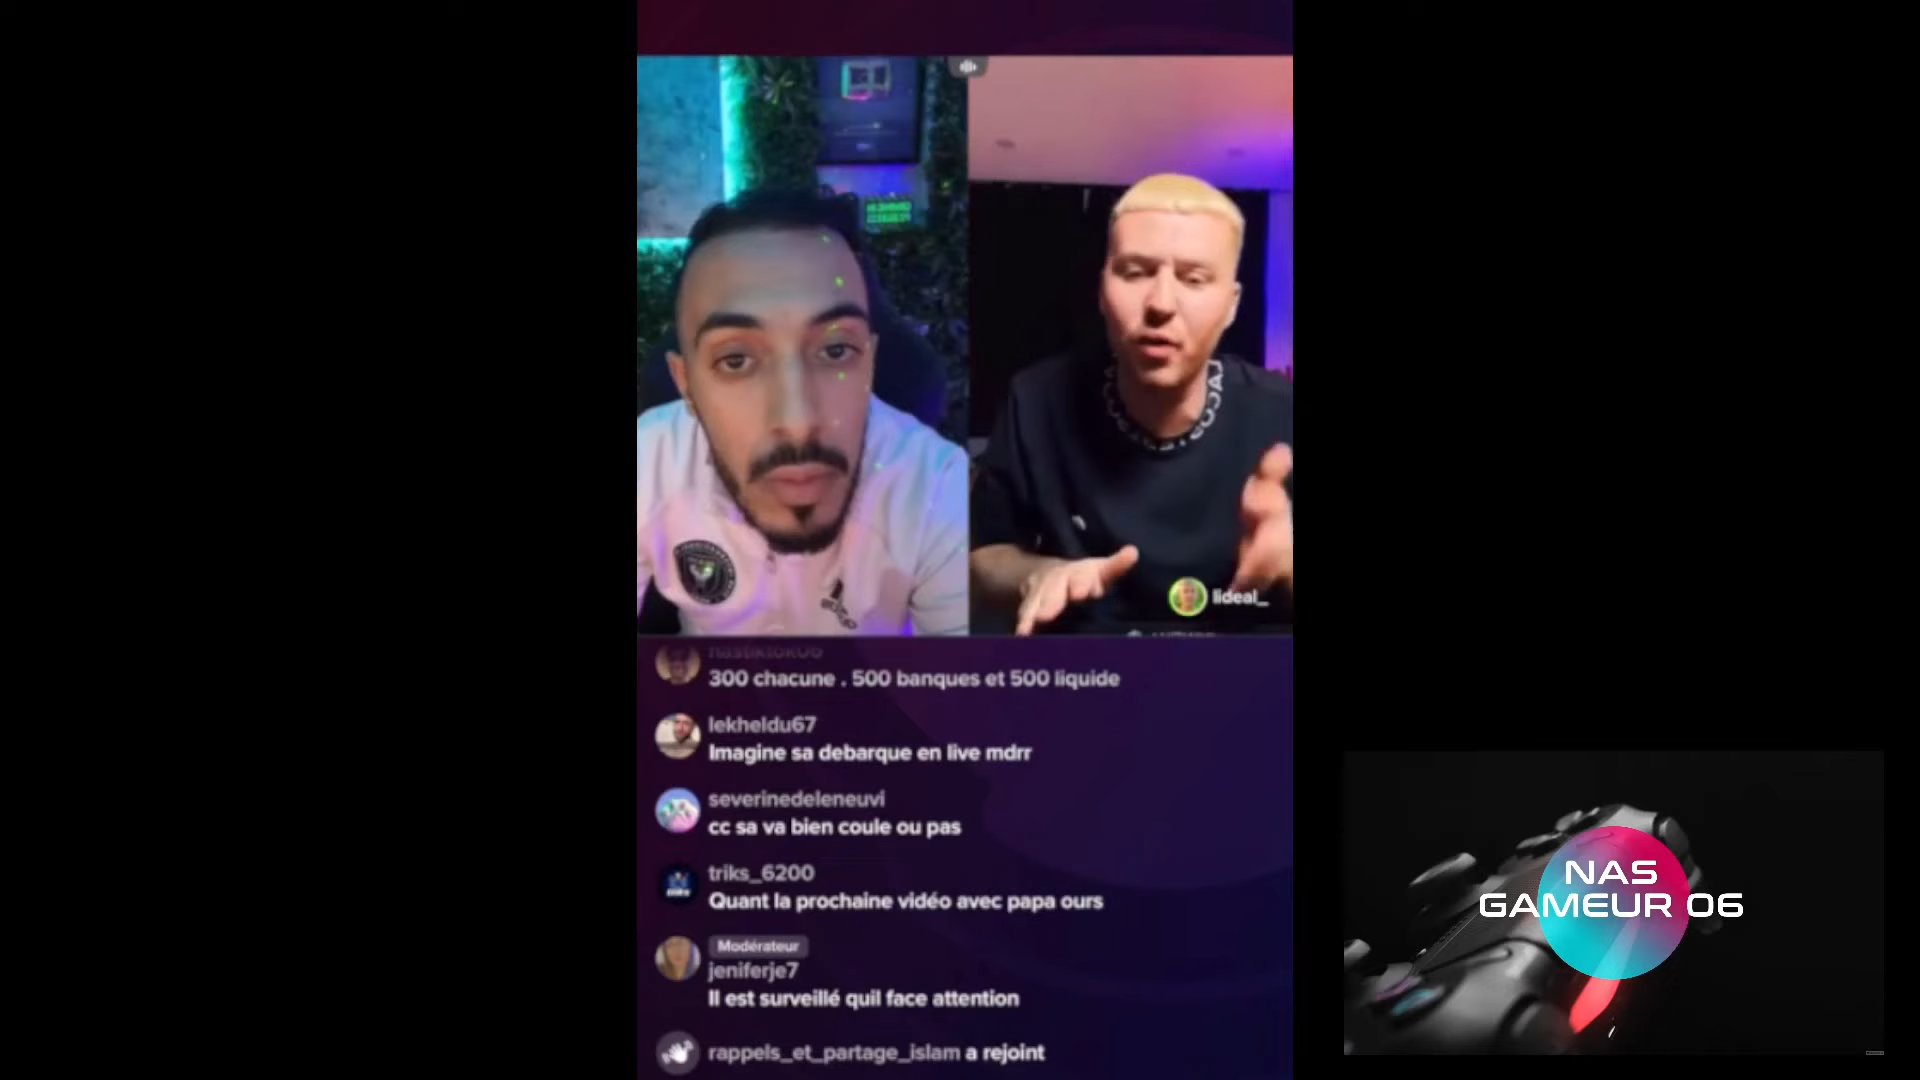 lideal_
nastiktok06
300 chacune . 500 banques et 500 liquide
lekheldu67
Imagine sa debarque en live mdrr
severinedeleneuvi
cc sa va bien coule ou pas
triks_6200
Quant la prochaine vidéo avec papa ours
Modérateur
jeniferje7
Il est surveillé quil face attention
rappels_et_partage_islam a rejoint
NAS
GAMEUR 06